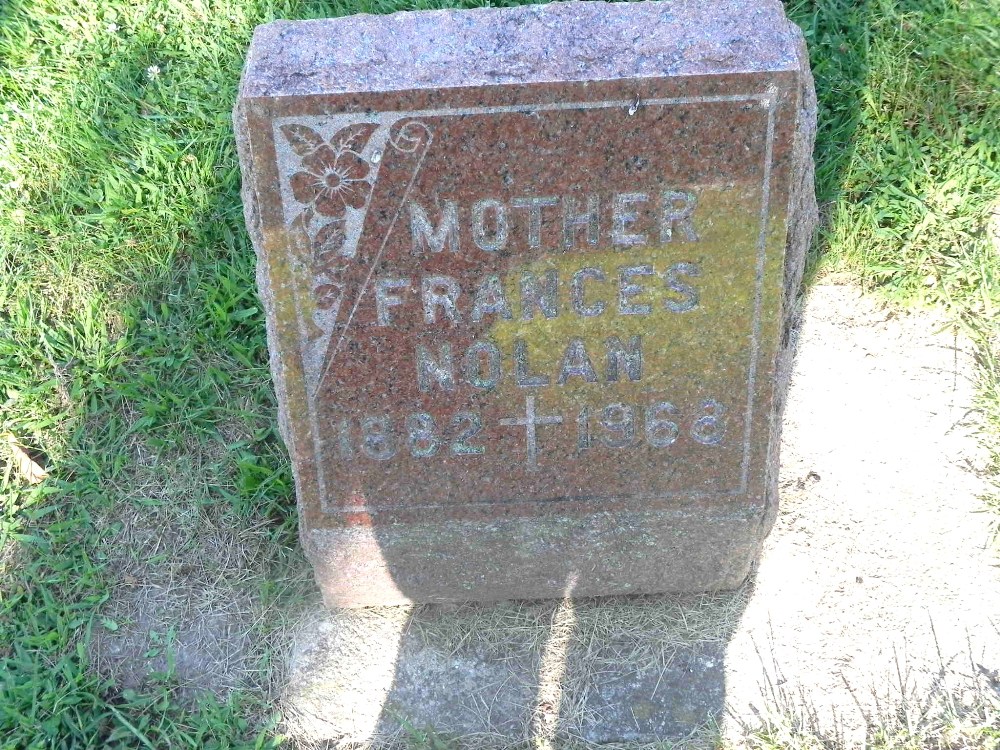 MOTHER
FRANCES
NOLAN
1882 1968